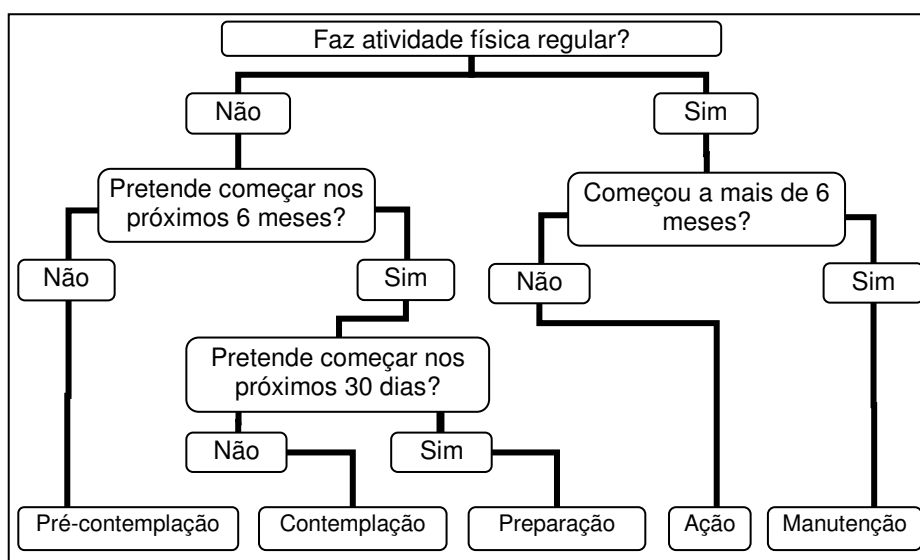 Faz atividade física regular?
Não
Sim
Pretende começar nos
próximos 6 meses?
Começou a mais de 6
meses?
Não
Sim
Não
Sim
Pretende começar nos
próximos 30 dias?
Não
Sim
Pré-contemplação
Contemplação
Preparação
Ação
Manutenção